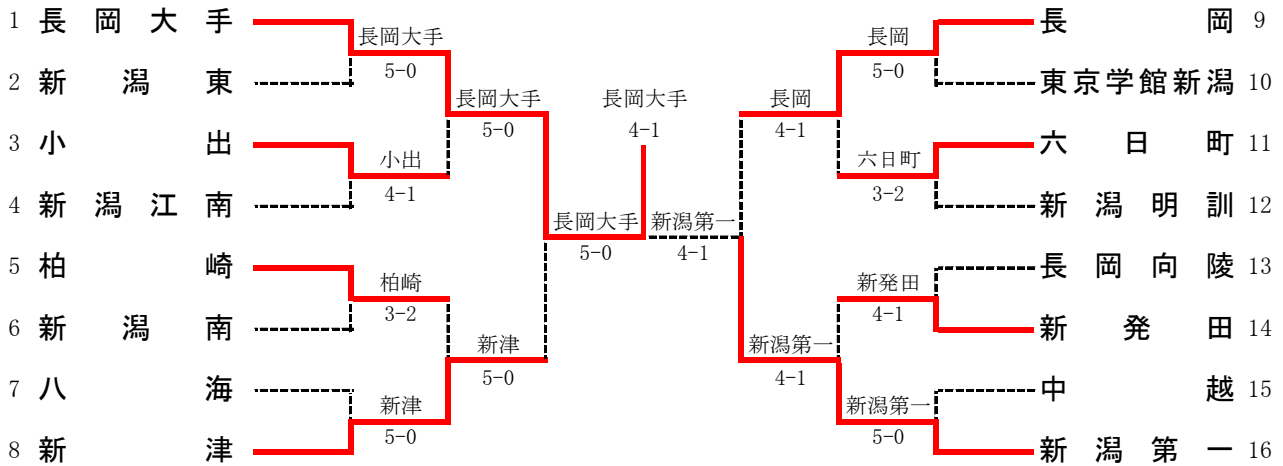 1 長岡大手
長岡大手
5-0
2 新潟東
長岡大手
5-0
3 小出
小出
4-1
4 新潟江南
長岡大手
5-0
5 柏崎
柏崎
3-2
6 新潟南
新津
5-0
7 八海
新津
5-0
8 新津
長岡大手
4-1
長岡 9
長岡
5-0
東京学館新潟 10
長岡
4-1
六日町 11
六日町
3-2
新潟明訓 12
新潟第一
4-1
長岡向陵 13
新発田
4-1
新発田 14
新潟第一
4-1
中越 15
新潟第一
5-0
新潟第一 16